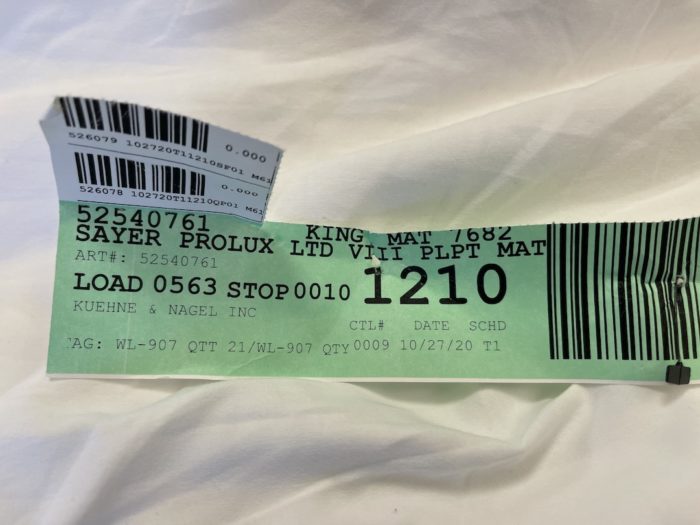 526079 102720T11210SF01 M61
0.000
526078 102720T11210QP01 M61
0.000
52540761 KING MAT 7682
SAYER PROLUX LTD VIII PLPT MAT
ART#: 52540761
LOAD 0563 STOP 0010 1210
KUEHNE & NAGEL INC
CTL# DATE SCHD
AG: WL-907 QTT 21/WL-907 QTY 0009 10/27/20 T1